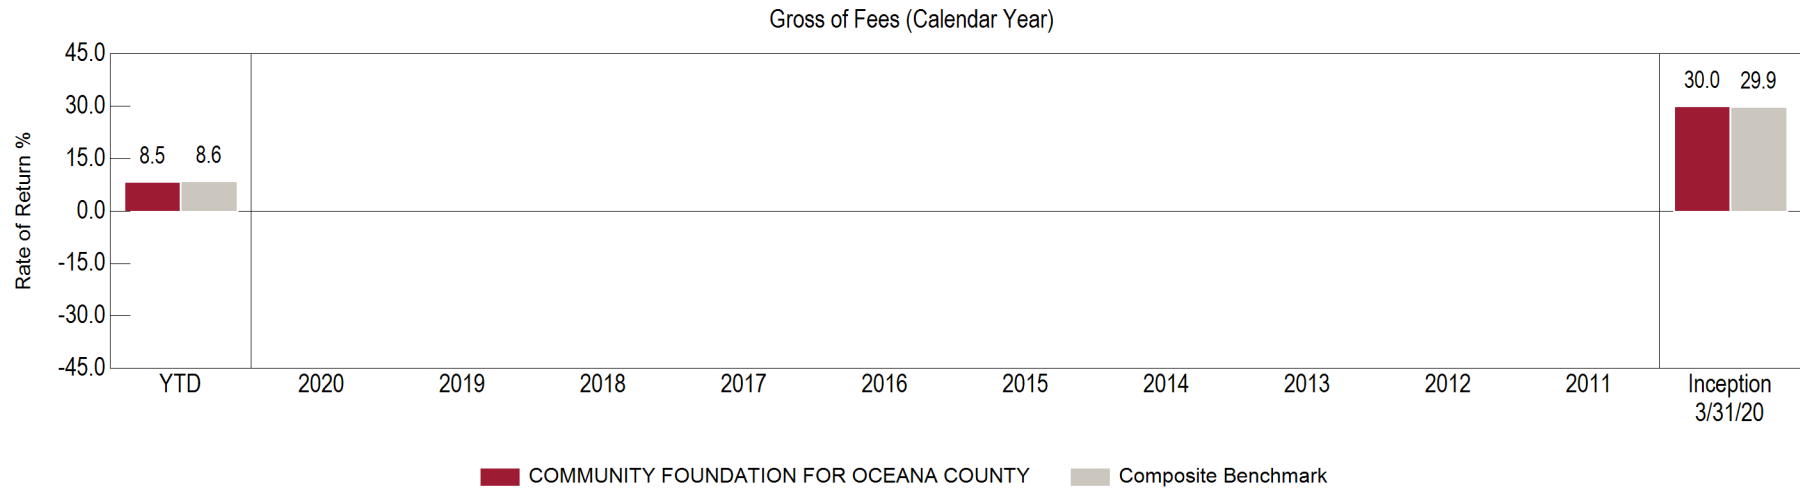 Gross of Fees (Calendar Year)
Rate of Return %
45.0
30.0
15.0
0.0
-15.0
-30.0
-45.0
8.5 8.6
30.0 29.9
YTD 2020 2019 2018 2017 2016 2015 2014 2013 2012 2011 Inception
3/31/20
COMMUNITY FOUNDATION FOR OCEANA COUNTY Composite Benchmark